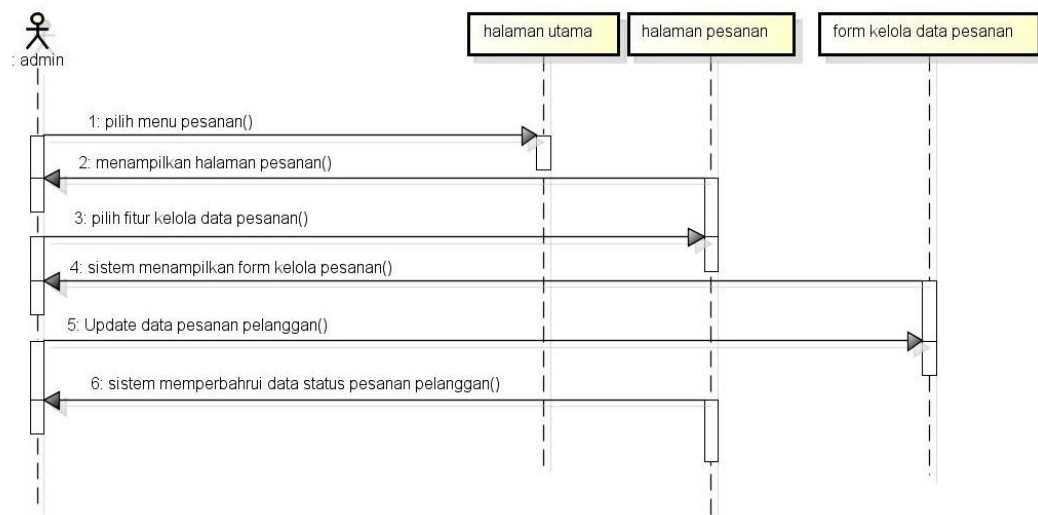 halaman utama
halaman pesanan
form kelola data pesanan
: admin
1: pilih menu pesanan()
2: menampilkan halaman pesanan()
3: pilih fitur kelola data pesanan()
4: sistem menampilkan form kelola pesanan()
5: Update data pesanan pelanggan()
6: sistem memperbahrui data status pesanan pelanggan()